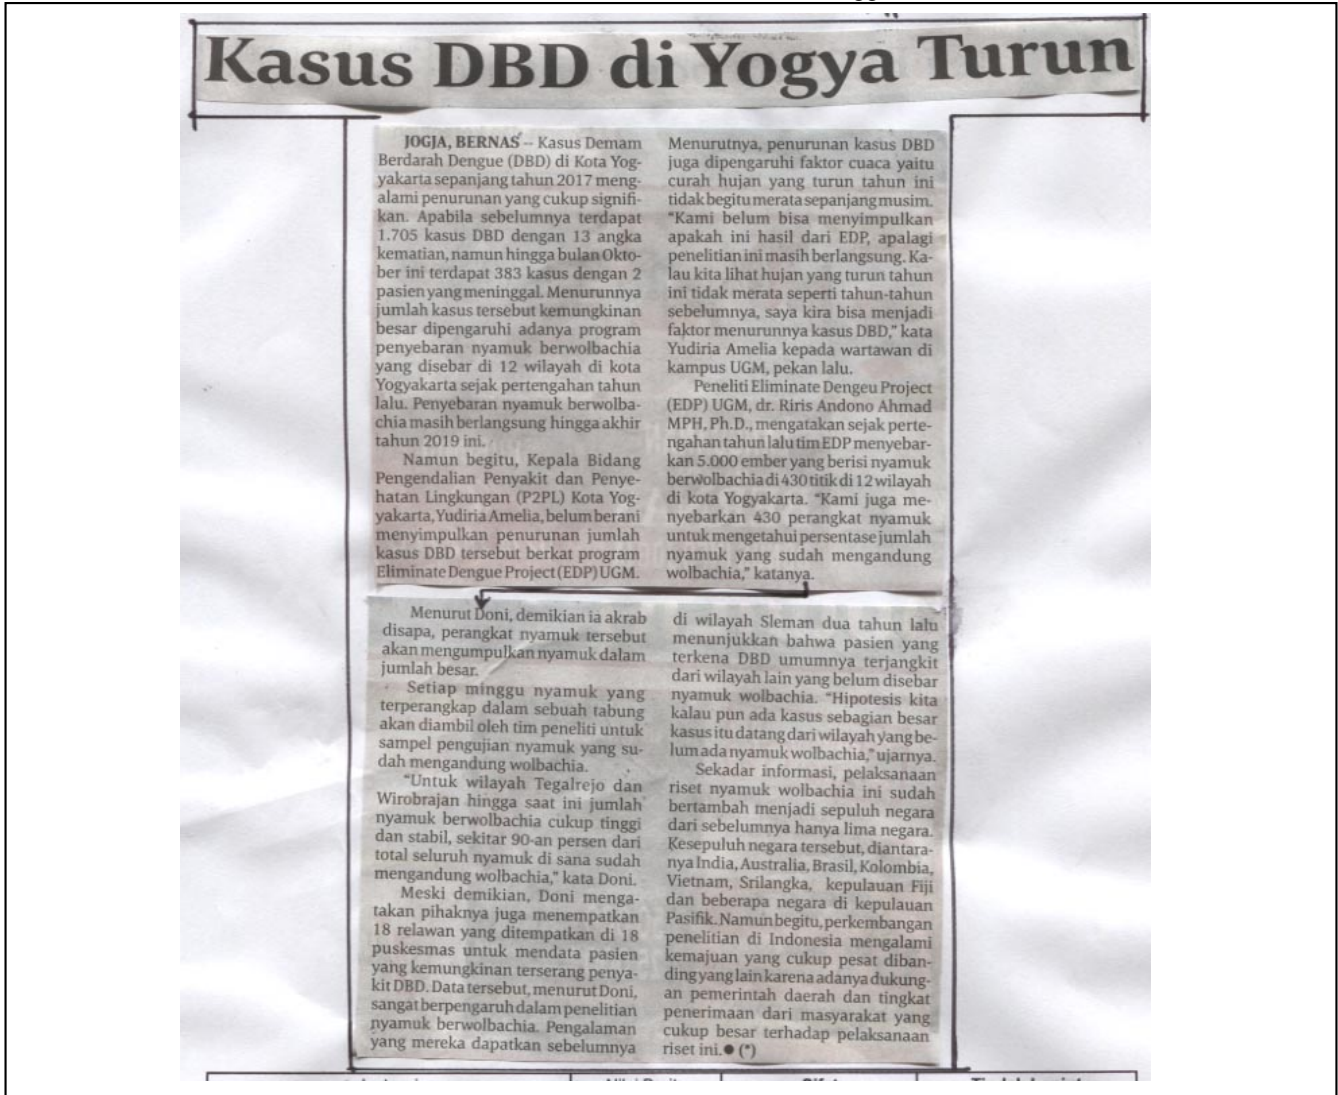 Kasus DBD di Yogya Turun
JOGJA, BERNAS -- Kasus Demam
Berdarah Dengue (DBD) di Kota Yog-
yakarta sepanjang tahun 2017 meng-
alami penurunan yang cukup signifi-
kan. Apabila sebelumnya terdapat
1.705 kasus DBD dengan 13 angka
kematian, namun hingga bulan Okto-
ber ini terdapat 383 kasus dengan 2
pasien yang meninggal. Menurunnya
jumlah kasus tersebut kemungkinan
besar dipengaruhi adanya program
penyebaran nyamuk berwolbachia
yang disebar di 12 wilayah di kota
Yogyakarta sejak pertengahan tahun
lalu. Penyebaran nyamuk berwolba-
chia masih berlangsung hingga akhir
tahun 2019 ini.
Namun begitu, Kepala Bidang
Pengendalian Penyakit dan Penye-
hatan Lingkungan (P2PL) Kota Yog-
yakarta, Yudiria Amelia, belum berani
menyimpulkan penurunan jumlah
kasus DBD tersebut berkat program
Eliminate Dengue Project (EDP) UGM.
Menurutnya, penurunan kasus DBD
juga dipengaruhi faktor cuaca yaitu
curah hujan yang turun tahun ini
tidak begitu merata sepanjang musim.
"Kami belum bisa menyimpulkan
apakah ini hasil dari EDP, apalagi
penelitian ini masih berlangsung. Ka-
lau kita lihat hujan yang turun tahun
ini tidak merata seperti tahun-tahun
sebelumnya, saya kira bisa menjadi
faktor menurunnya kasus DBD," kata
Yudiria Amelia kepada wartawan di
kampus UGM, pekan lalu.
Peneliti Eliminate Dengeu Project
(EDP) UGM, dr. Riris Andono Ahmad
MPH, Ph.D., mengatakan sejak perte-
ngahan tahun lalu tim EDP menyebar-
kan 5.000 ember yang berisi nyamuk
berwolbachia di 430 titik di 12 wilayah
di kota Yogyakarta. "Kami juga me-
nyebarkan 430 perangkat nyamuk
untuk mengetahui persentase jumlah
nyamuk yang sudah mengandung
wolbachia," katanya.
Menurut Doni, demikian ia akrab
disapa, perangkat nyamuk tersebut
akan mengumpulkan nyamuk dalam
jumlah besar.
Setiap minggu nyamuk yang
terperangkap dalam sebuah tabung
akan diambil oleh tim peneliti untuk
sampel pengujian nyamuk yang su-
dah mengandung wolbachia.
"Untuk wilayah Tegalrejo dan
Wirobrajan hingga saat ini jumlah
nyamuk berwolbachia cukup tinggi
dan stabil, sekitar 90-an persen dari
total seluruh nyamuk di sana sudah
mengandung wolbachia," kata Doni.
Meski demikian, Doni menga-
takan pihaknya juga menempatkan
18 relawan yang ditempatkan di 18
puskesmas untuk mendata pasien
yang kemungkinan terserang penya-
kit DBD. Data tersebut, menurut Doni,
sangat berpengaruh dalam penelitian
nyamuk berwolbachia. Pengalaman
yang mereka dapatkan sebelumnya
di wilayah Sleman dua tahun lalu
menunjukkan bahwa pasien yang
terkena DBD umumnya terjangkit
dari wilayah lain yang belum disebar
nyamuk wolbachia. "Hipotesis kita
kalau pun ada kasus sebagian besar
kasus itu datang dari wilayah yang be-
lum ada nyamuk wolbachia," ujarnya.
Sekadar informasi, pelaksanaan
riset nyamuk wolbachia ini sudah
bertambah menjadi sepuluh negara
dari sebelumnya hanya lima negara.
Kesepuluh negara tersebut, diantara-
nya India, Australia, Brasil, Kolombia,
Vietnam, Srilangka, kepulauan Fiji
dan beberapa negara di kepulauan
Pasifik. Namun begitu, perkembangan
penelitian di Indonesia mengalami
kemajuan yang cukup pesat diban-
ding yang lain karena adanya dukung-
an pemerintah daerah dan tingkat
penerimaan dari masyarakat yang
cukup besar terhadap pelaksanaan
riset ini.● (*)